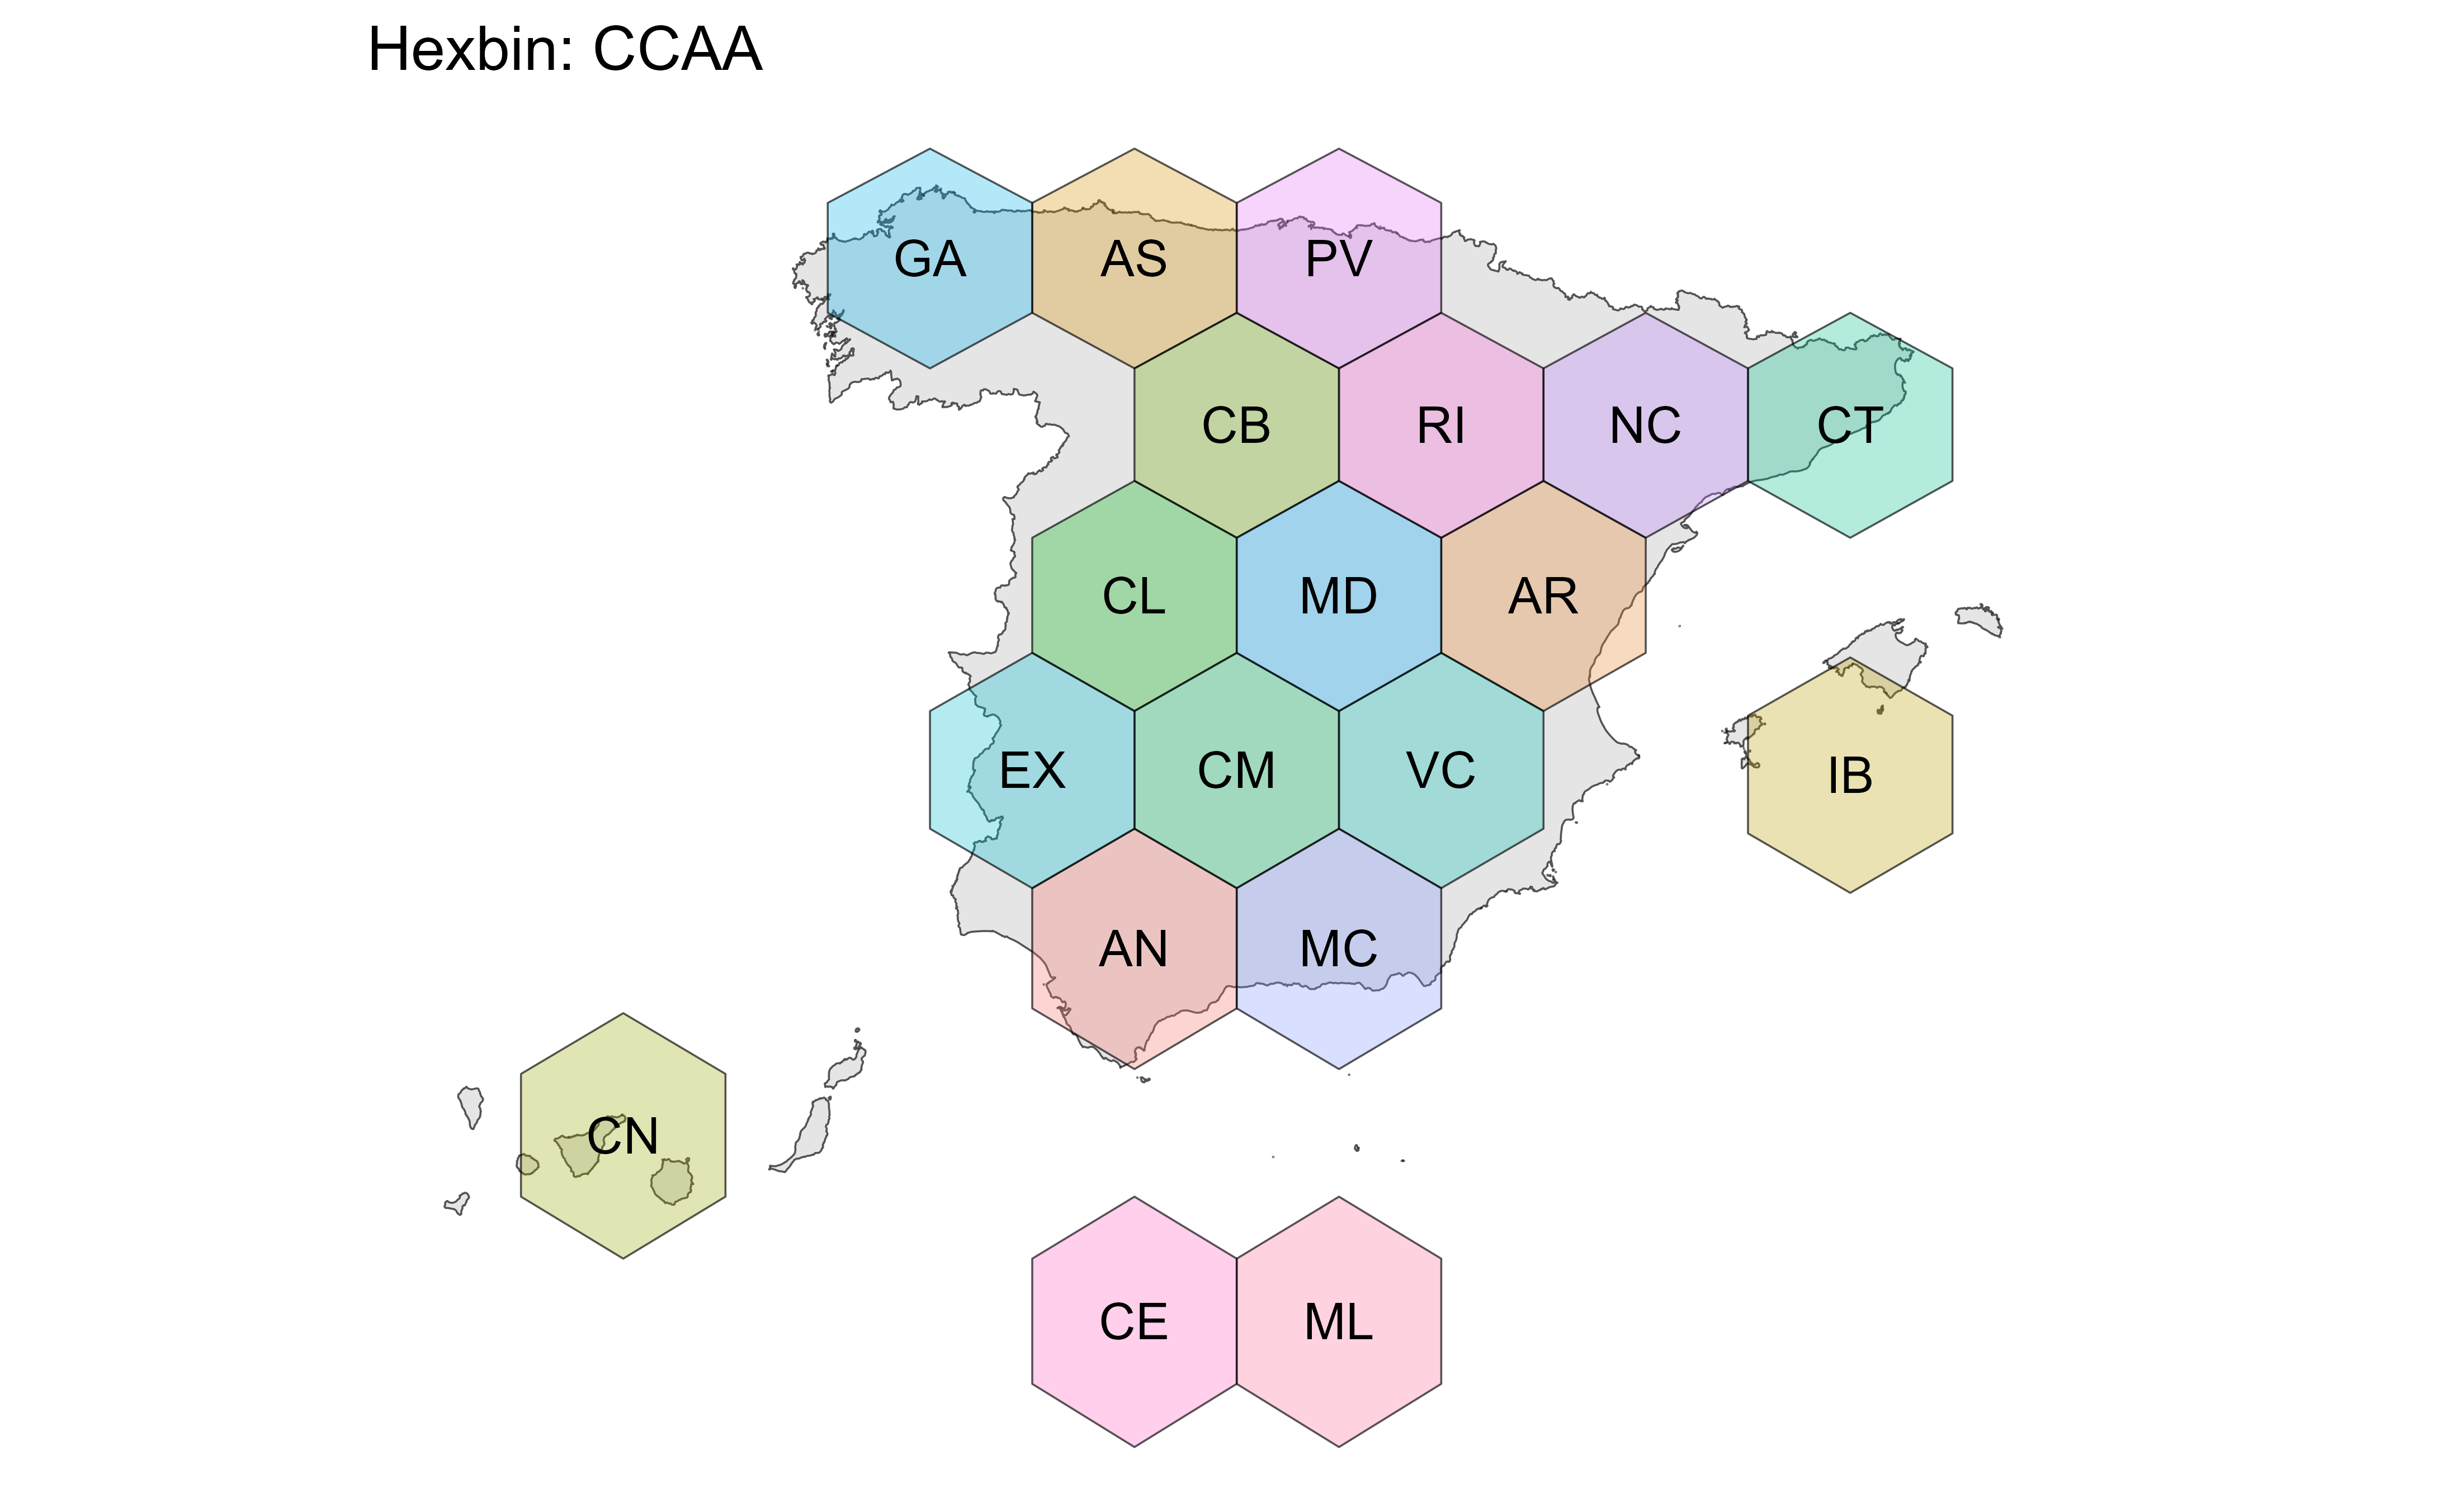 Hexbin: CCAA
GA AS PV
CB RI NC CT
CL MD AR
EX CM VC IB
AN MC
CN
CE ML